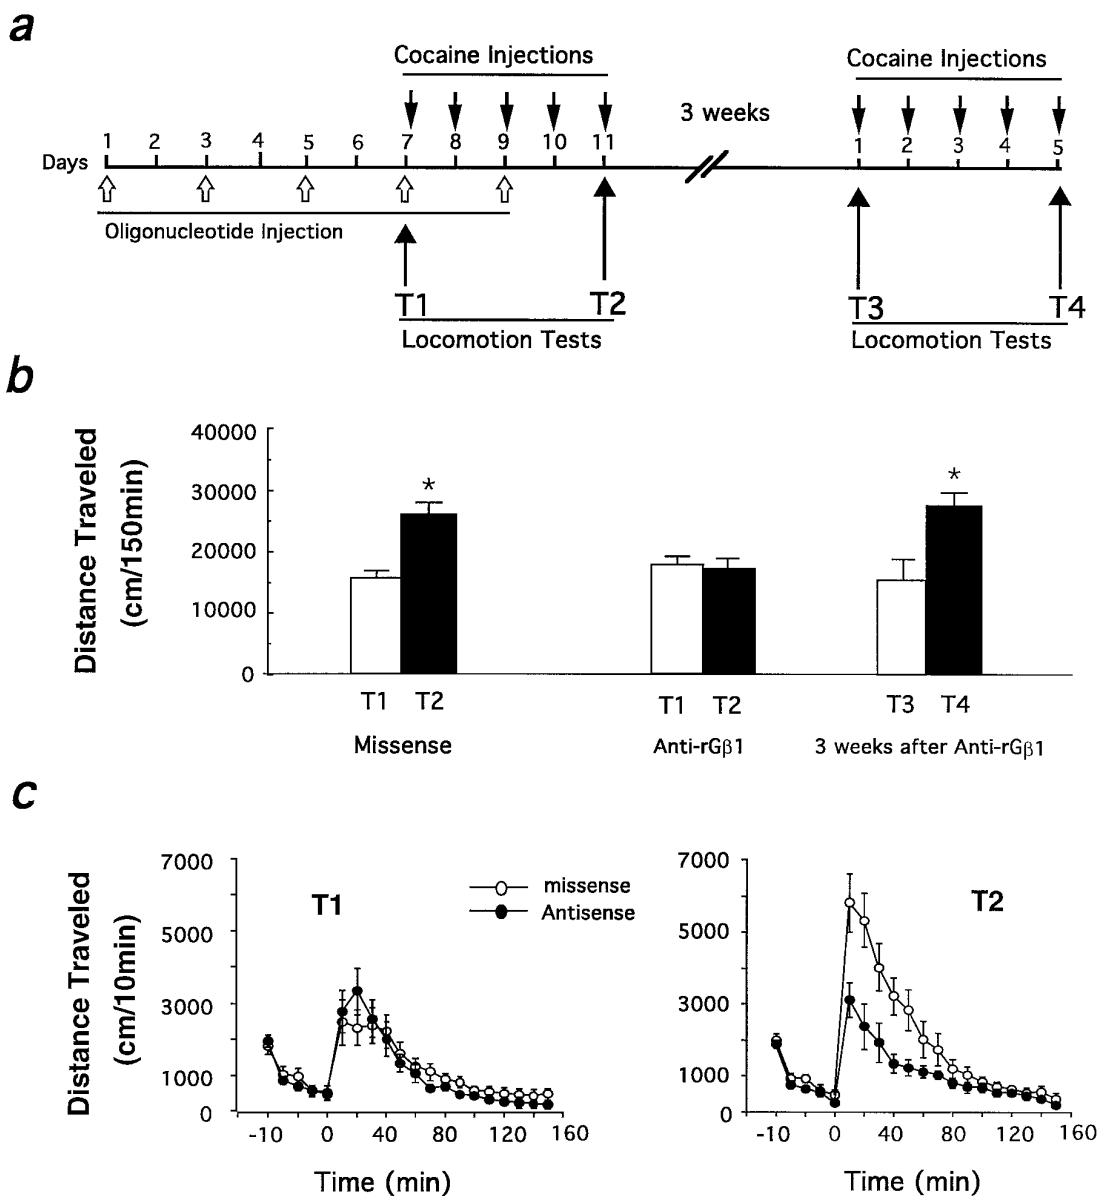 a
Cocaine Injections
Cocaine Injections
3 weeks
Days 1 2 3 4 5 6 7 8 9 10 11 1 2 3 4 5
Oligonucleotide Injection
T1 T2 T3 T4
Locomotion Tests
Locomotion Tests
b
Distance Traveled
(cm/150min)
40000
30000
20000
10000
0
*
*
T1 T2 T1 T2 T3 T4
Missense Anti-rGβ1 3 weeks after Anti-rGβ1
c
Distance Traveled
(cm/10min)
7000
5000
3000
1000
0
T1
missense
Antisense
-10 0 40 80 120 160
Time (min)
7000
5000
3000
1000
0
T2
-10 0 40 80 120 160
Time (min)